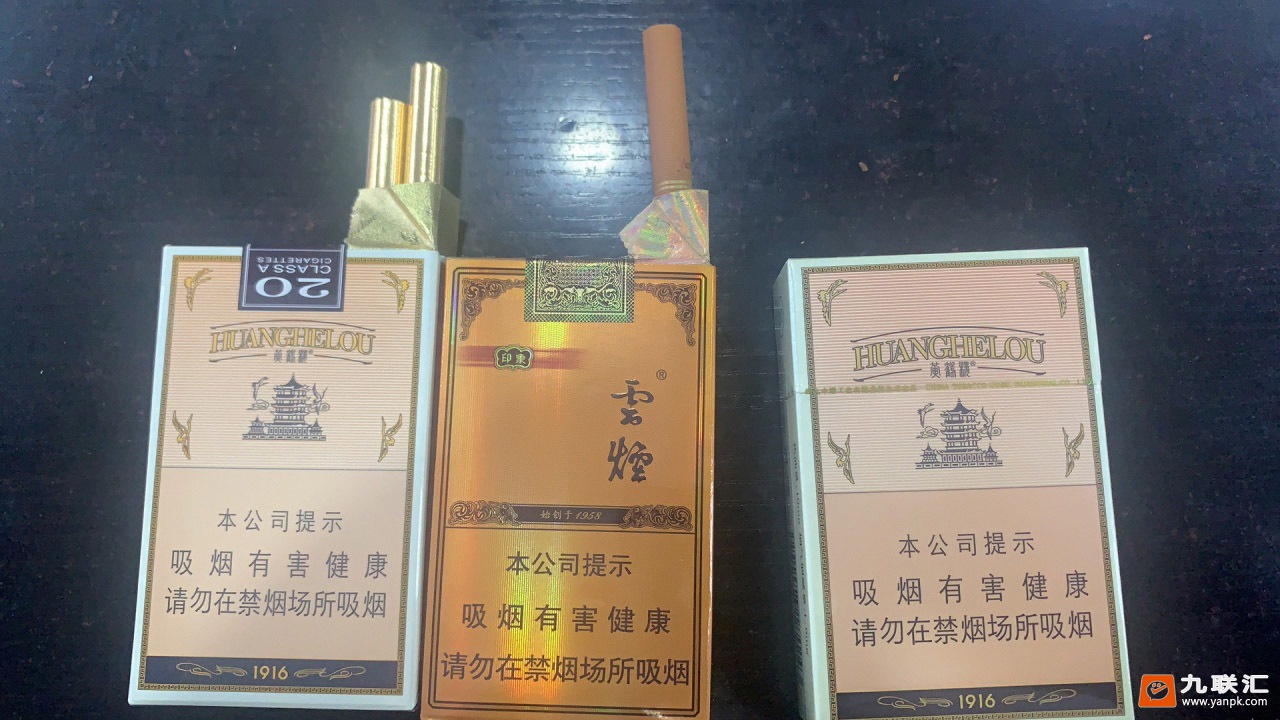 20
CLASS A
CIGARETTES
HUANGHELOU
黄鹤楼®
本公司提示
吸烟有害健康
请勿在禁烟场所吸烟
1916
印象
雲煙®
始创于1958
本公司提示
吸烟有害健康
请勿在禁烟场所吸烟
HUANGHELOU
黄鹤楼®
本公司提示
吸烟有害健康
请勿在禁烟场所吸烟
1916
九联汇
www.yanpk.com